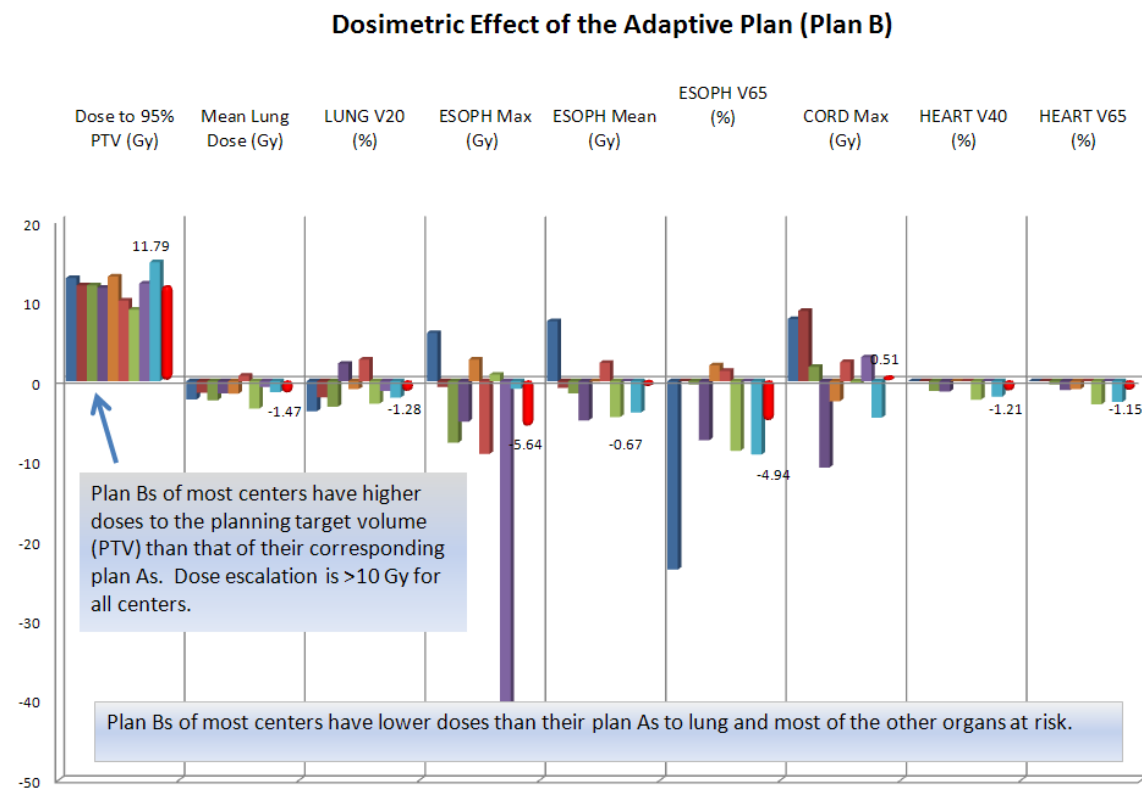 Dosimetric Effect of the Adaptive Plan (Plan B)
Dose to 95%
PTV (Gy)
Mean Lung
Dose (Gy)
LUNG V20
(%)
ESOPH Max
(Gy)
ESOPH Mean
(Gy)
ESOPH V65
(%)
CORD Max
(Gy)
HEART V40
(%)
HEART V65
(%)
20
10
0
-10
-20
-30
-40
-50
11.79
-1.47
-1.28
-5.64
-0.67
-4.94
0.51
-1.21
-1.15
Plan Bs of most centers have higher
doses to the planning target volume
(PTV) than that of their corresponding
plan As.  Dose escalation is >10 Gy for
all centers.
Plan Bs of most centers have lower doses than their plan As to lung and most of the other organs at risk.